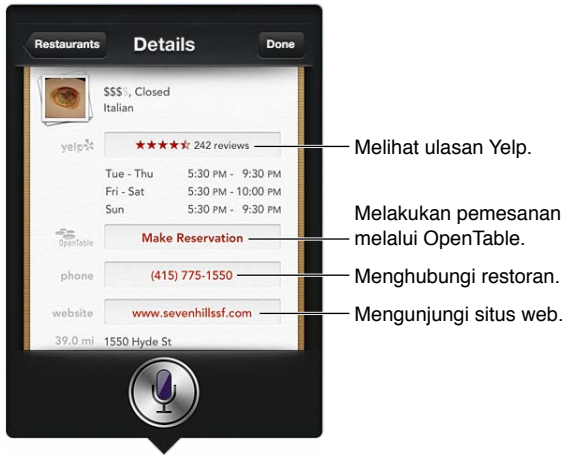 Restaurants Details Done
$$$$, Closed
Italian
yelp ★★★★★ 242 reviews Melihat ulasan Yelp.
Tue - Thu 5:30 PM - 9:30 PM
Fri - Sat 5:30 PM - 10:00 PM
Sun 5:30 PM - 9:30 PM
OpenTable Make Reservation Melakukan pemesanan
melalui OpenTable.
phone (415) 775-1550 Menghubungi restoran.
website www.sevenhillssf.com Mengunjungi situs web.
39.0 mi 1550 Hyde St